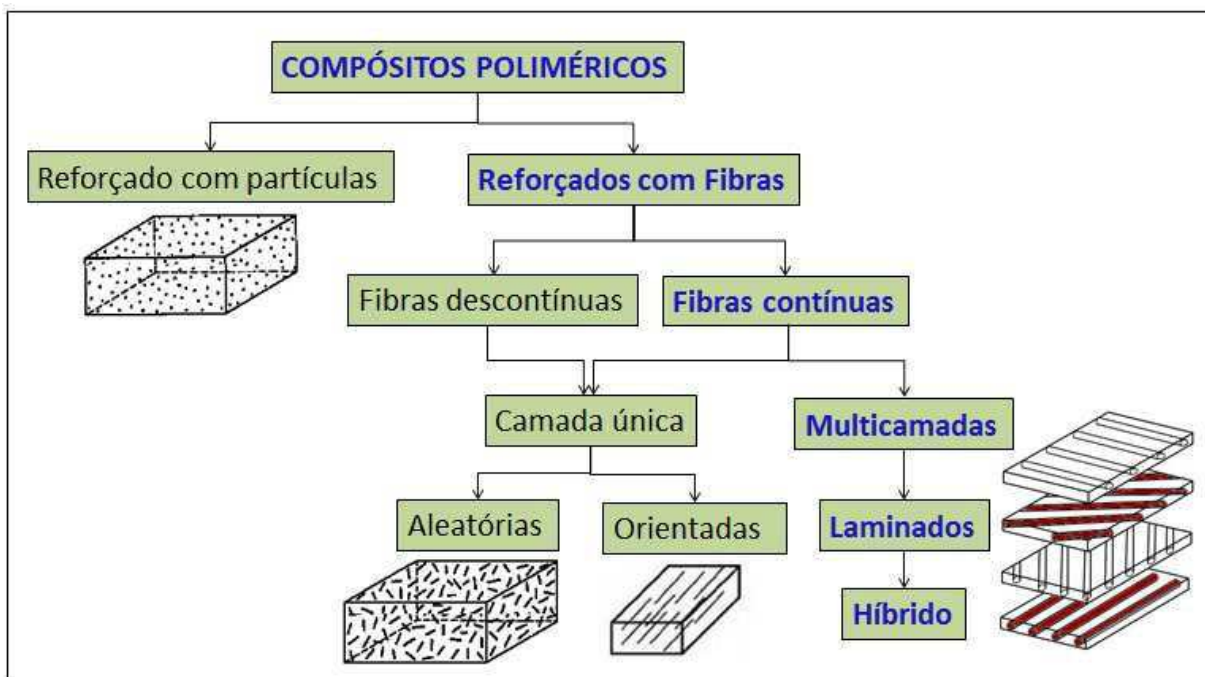 COMPÓSITOS POLIMÉRICOS
Reforçado com partículas
Reforçados com Fibras
Fibras descontínuas
Fibras contínuas
Camada única
Multicamadas
Aleatórias
Orientadas
Laminados
Híbrido